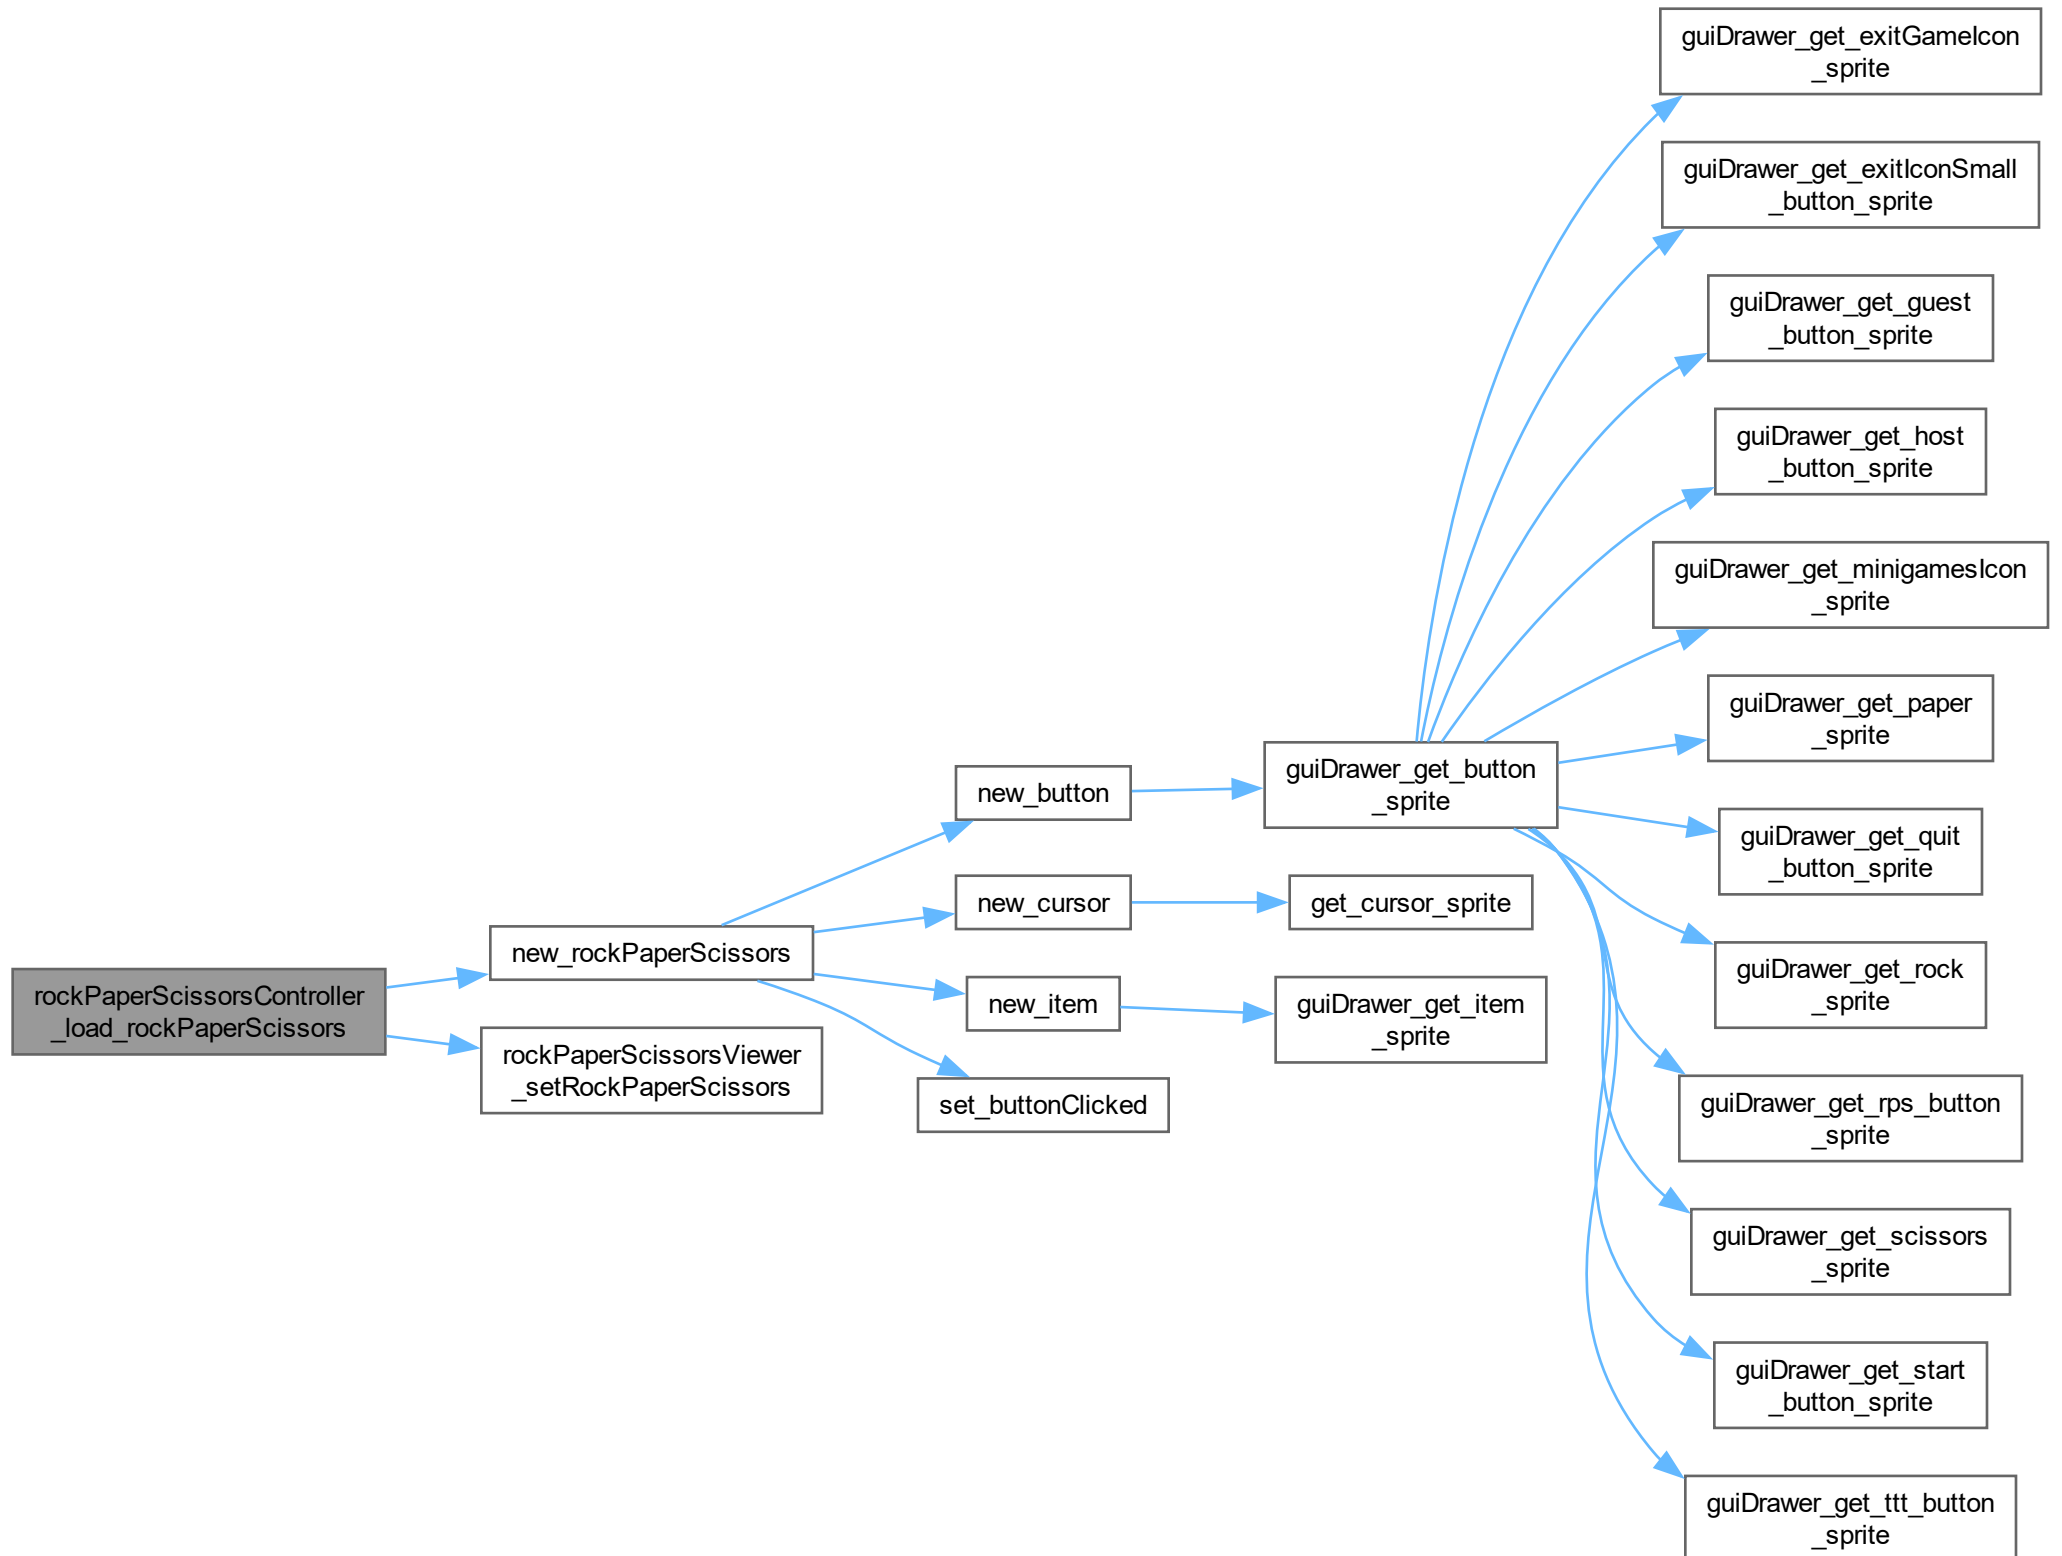 rockPaperScissorsController
_load_rockPaperScissors
new_rockPaperScissors
rockPaperScissorsViewer
_setRockPaperScissors
new_button
new_cursor
new_item
set_buttonClicked
guiDrawer_get_button
_sprite
get_cursor_sprite
guiDrawer_get_item
_sprite
guiDrawer_get_exitGameIcon
_sprite
guiDrawer_get_exitIconSmall
_button_sprite
guiDrawer_get_guest
_button_sprite
guiDrawer_get_host
_button_sprite
guiDrawer_get_minigamesIcon
_sprite
guiDrawer_get_paper
_sprite
guiDrawer_get_quit
_button_sprite
guiDrawer_get_rock
_sprite
guiDrawer_get_rps_button
_sprite
guiDrawer_get_scissors
_sprite
guiDrawer_get_start
_button_sprite
guiDrawer_get_ttt_button
_sprite